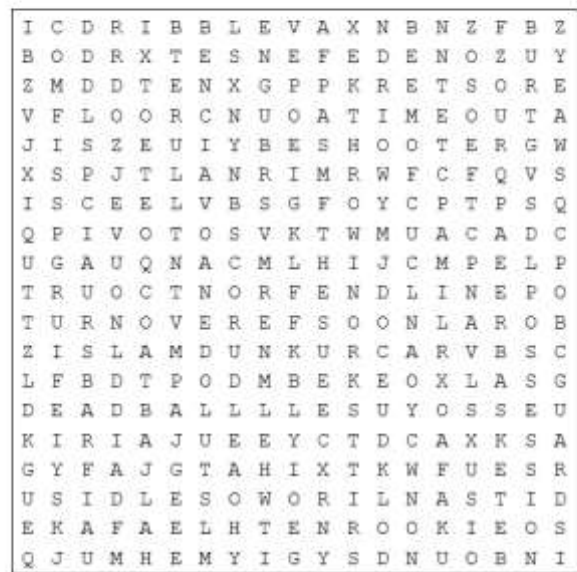 I C D R I B B L E V A X N B N Z F B Z
B O D R X T E S N E F E D E N O Z U Y
Z M D D T E N X G P P K R E T S O R E
V F L O O R C N U O A T I M E O U T A
J I S Z E U I Y B E S H O O T E R G W
X S P J T L A N R I M R W F C F Q V S
I S C E E L V B S G F O Y C P T P S Q
Q P I V O T O S V K T W M U A C A D C
U G A U Q N A C M L H I J C M P E L P
T R U O C T N O R F E N D L I N E P O
T U R N O V E R E F S O O N L A R O B
Z I S L A M D U N K U R C A R V B S C
L F B D T P O D M B E K E O X L A S G
D E A D B A L L L L E S U Y O S S E U
K I R I A J U E E Y C T D C A X K S A
G Y F A J G T A H I X T K W F U E S R
U S I D L E S O W O R I L N A S T I D
E K A F A E L H T E N R O O K I E O S
Q J U M H E M Y I G Y S D N U O B N I